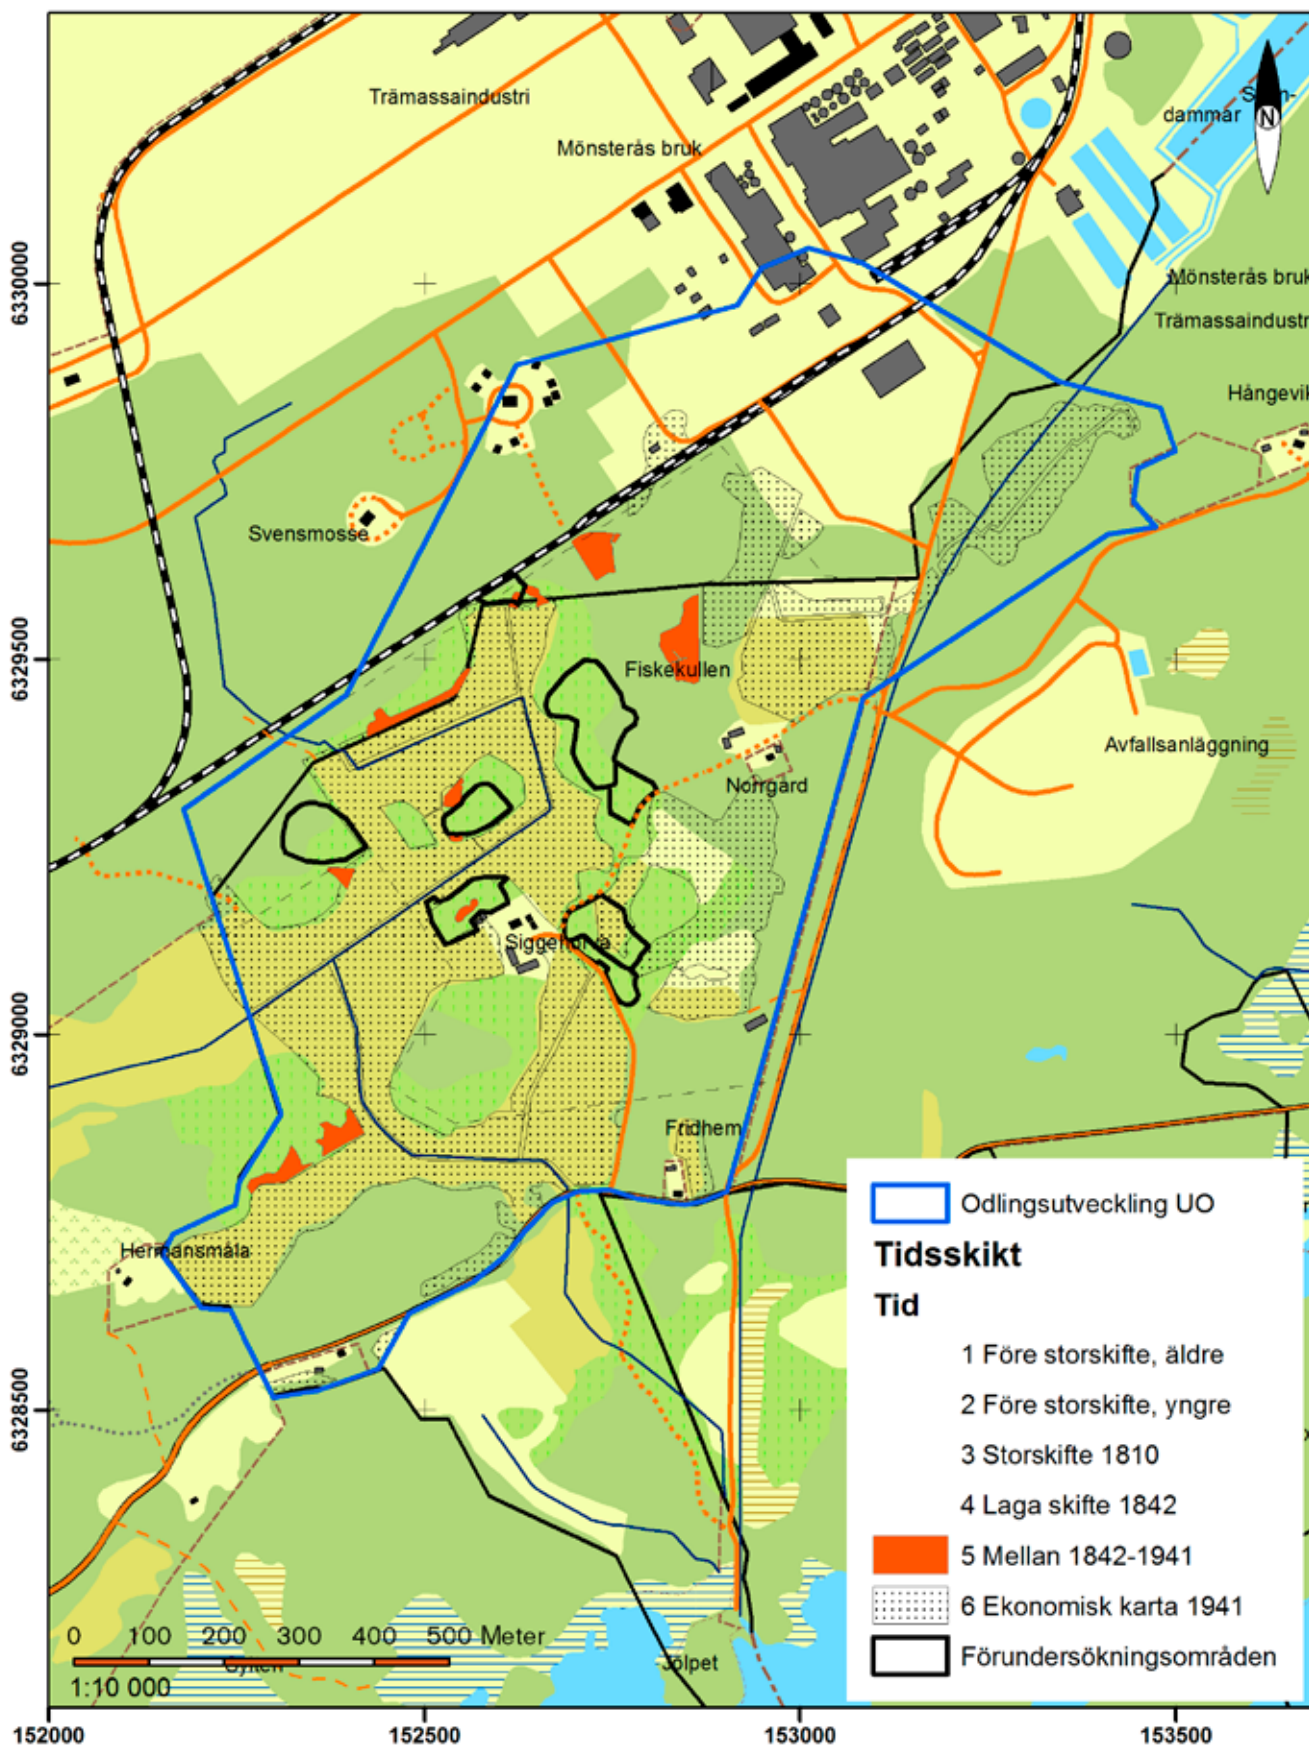 Trämassaindustri
Mönsterås bruk
dammar
N
Mönsterås bruk
Trämassaindustri
Hångevik
Svensmosse
Fiskekullen
Norrgard
Avfallsanläggning
Fridhem
Hermansmåla
Jölpet
6330000
6329500
6329000
6328500
152000
152500
153000
153500
0 100 200 300 400 500 Meter
1:10 000
Odlingsutveckling UO
Tidsskikt
Tid
1 Före storskifte, äldre
2 Före storskifte, yngre
3 Storskifte 1810
4 Laga skifte 1842
5 Mellan 1842-1941
6 Ekonomisk karta 1941
Förundersökningsområden